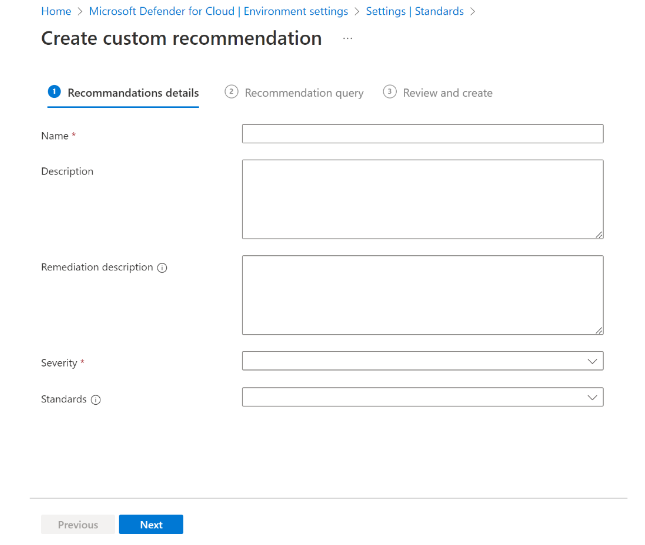 Home > Microsoft Defender for Cloud | Environment settings > Settings | Standards >
Create custom recommendation ...
1 Recommandations details 2 Recommendation query 3 Review and create
Name *
Description
Remediation description
Severity *
Standards
Previous Next